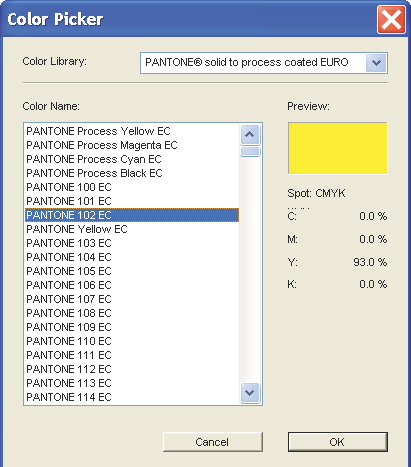 Color Picker
Color Library:
PANTONE® solid to process coated EURO
Color Name:
Preview:
PANTONE Process Yellow EC
PANTONE Process Magenta EC
PANTONE Process Cyan EC
PANTONE Process Black EC
PANTONE 100 EC
PANTONE 101 EC
PANTONE 102 EC
PANTONE Yellow EC
PANTONE 103 EC
PANTONE 104 EC
PANTONE 105 EC
PANTONE 106 EC
PANTONE 107 EC
PANTONE 108 EC
PANTONE 109 EC
PANTONE 110 EC
PANTONE 111 EC
PANTONE 112 EC
PANTONE 113 EC
PANTONE 114 EC
Spot: CMYK
C: 0.0 %
M: 0.0 %
Y: 93.0 %
K: 0.0 %
Cancel
OK